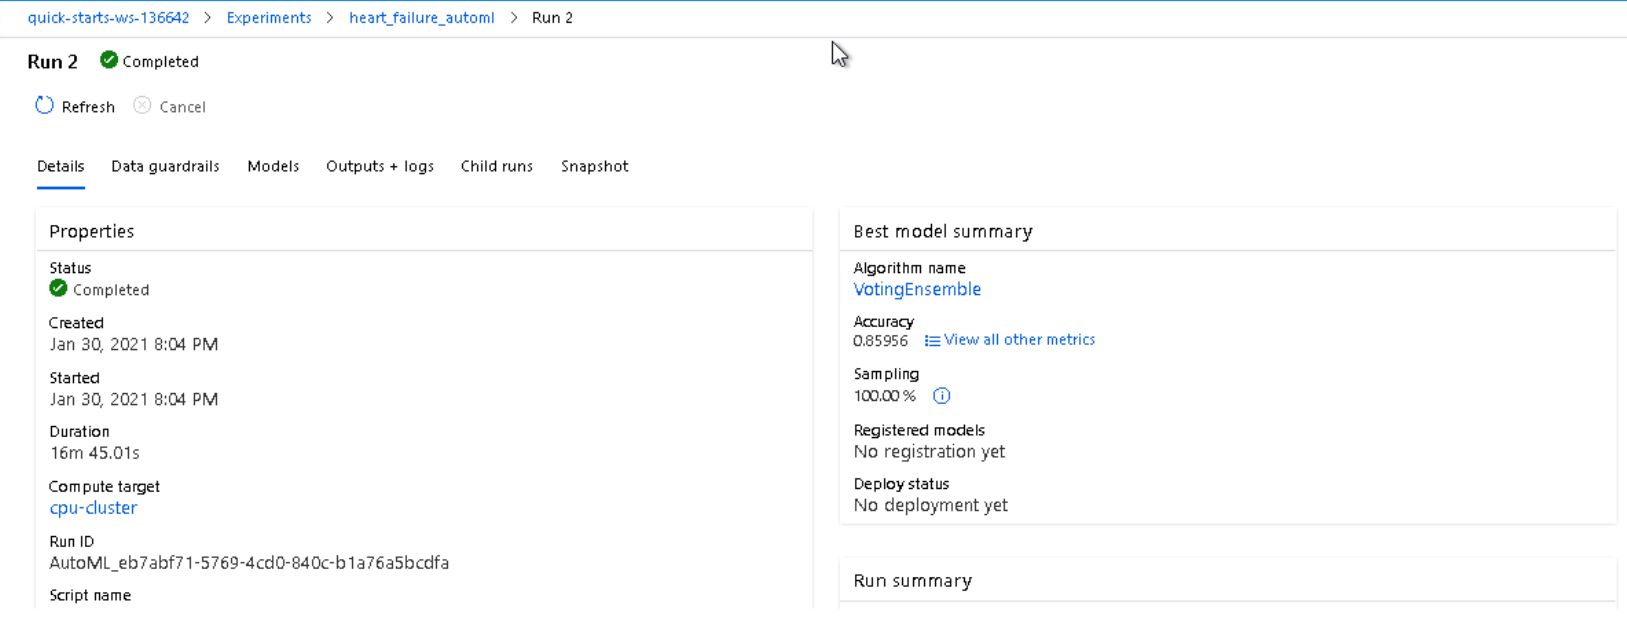 quick-starts-ws-136642 > Experiments > heart_failure_automl > Run 2
Run 2 Completed
Refresh Cancel
Details Data guardrails Models Outputs + logs Child runs Snapshot
Properties
Status
Completed
Created
Jan 30, 2021 8:04 PM
Started
Jan 30, 2021 8:04 PM
Duration
16m 45.01s
Compute target
cpu-cluster
Run ID
AutoML_eb7abf71-5769-4cd0-840c-b1a76a5bcdfa
Script name
Best model summary
Algorithm name
VotingEnsemble
Accuracy
0.85956 View all other metrics
Sampling
100.00 %
Registered models
No registration yet
Deploy status
No deployment yet
Run summary